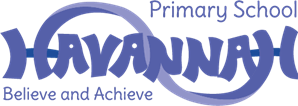 Primary School
HAVANNAH
Believe and Achieve